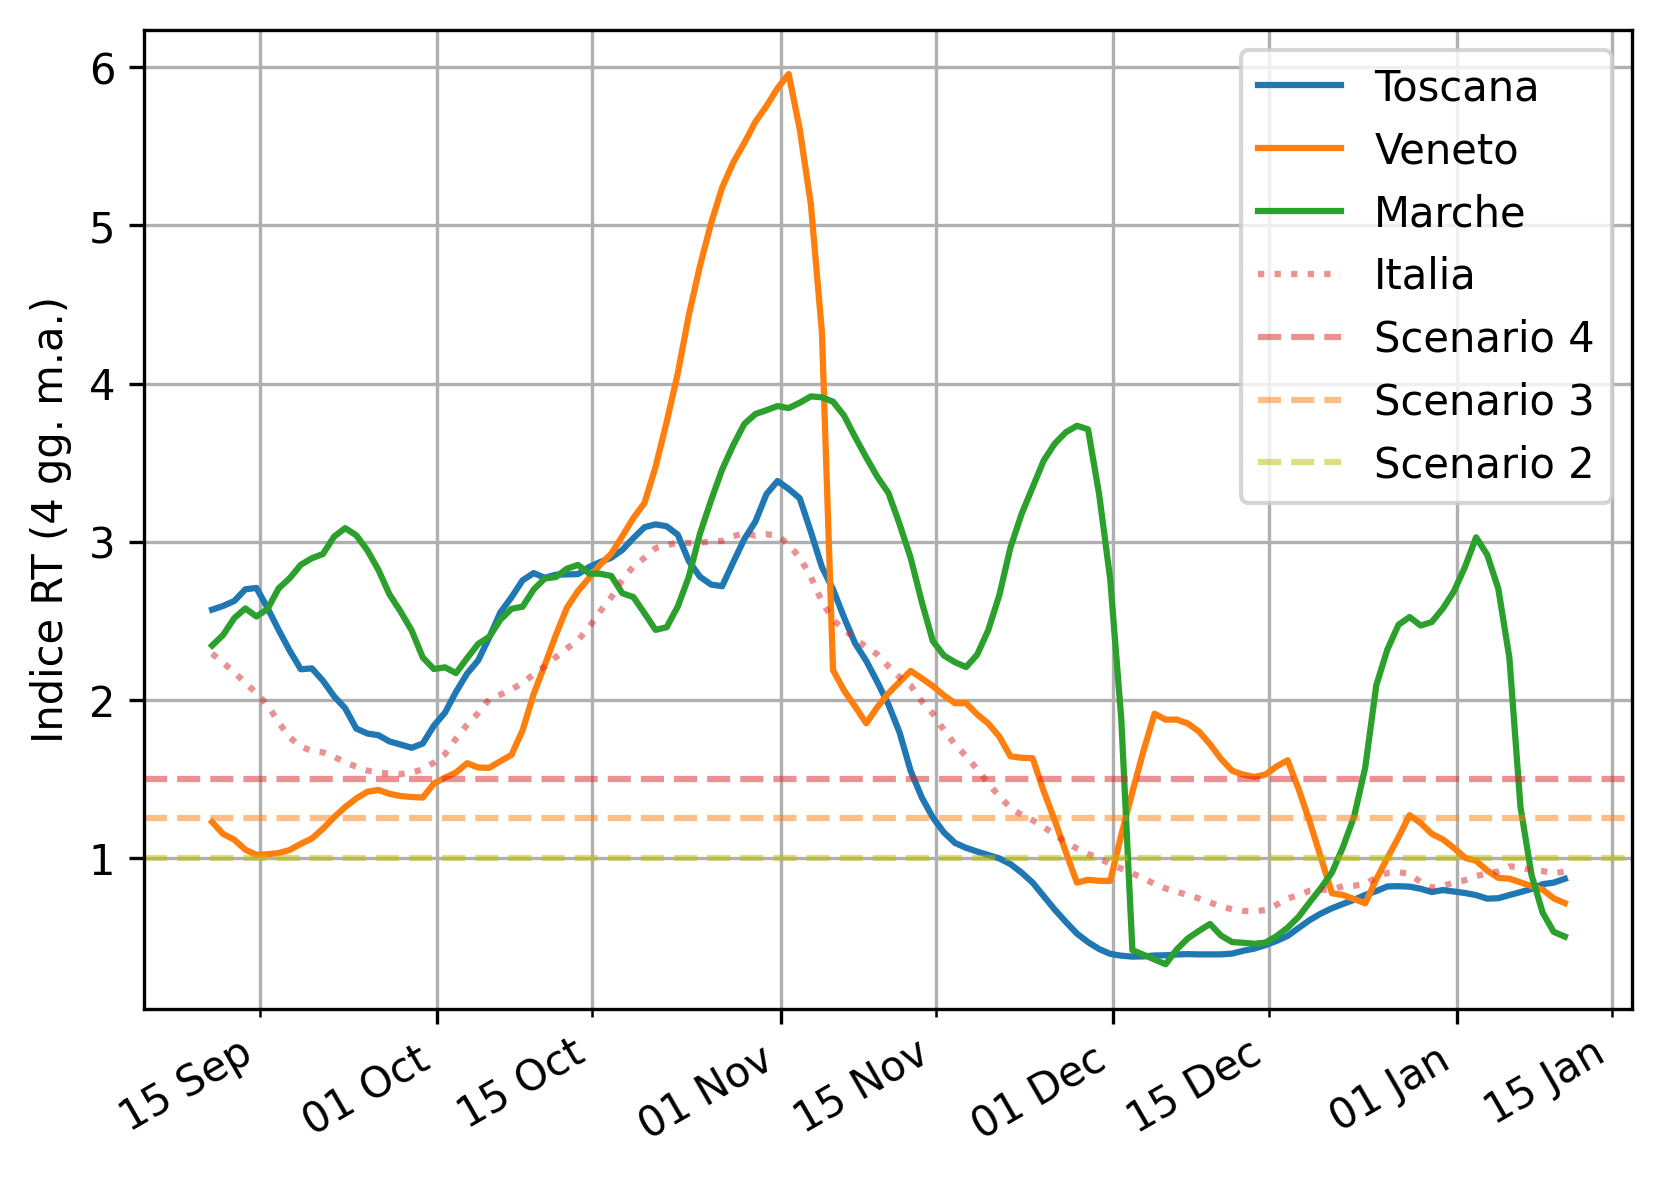 Indice RT (4 gg. m.a.)
6
5
4
3
2
1
Toscana
Veneto
Marche
Italia
Scenario 4
Scenario 3
Scenario 2
15 Sep
01 Oct
15 Oct
01 Nov
15 Nov
01 Dec
15 Dec
01 Jan
15 Jan